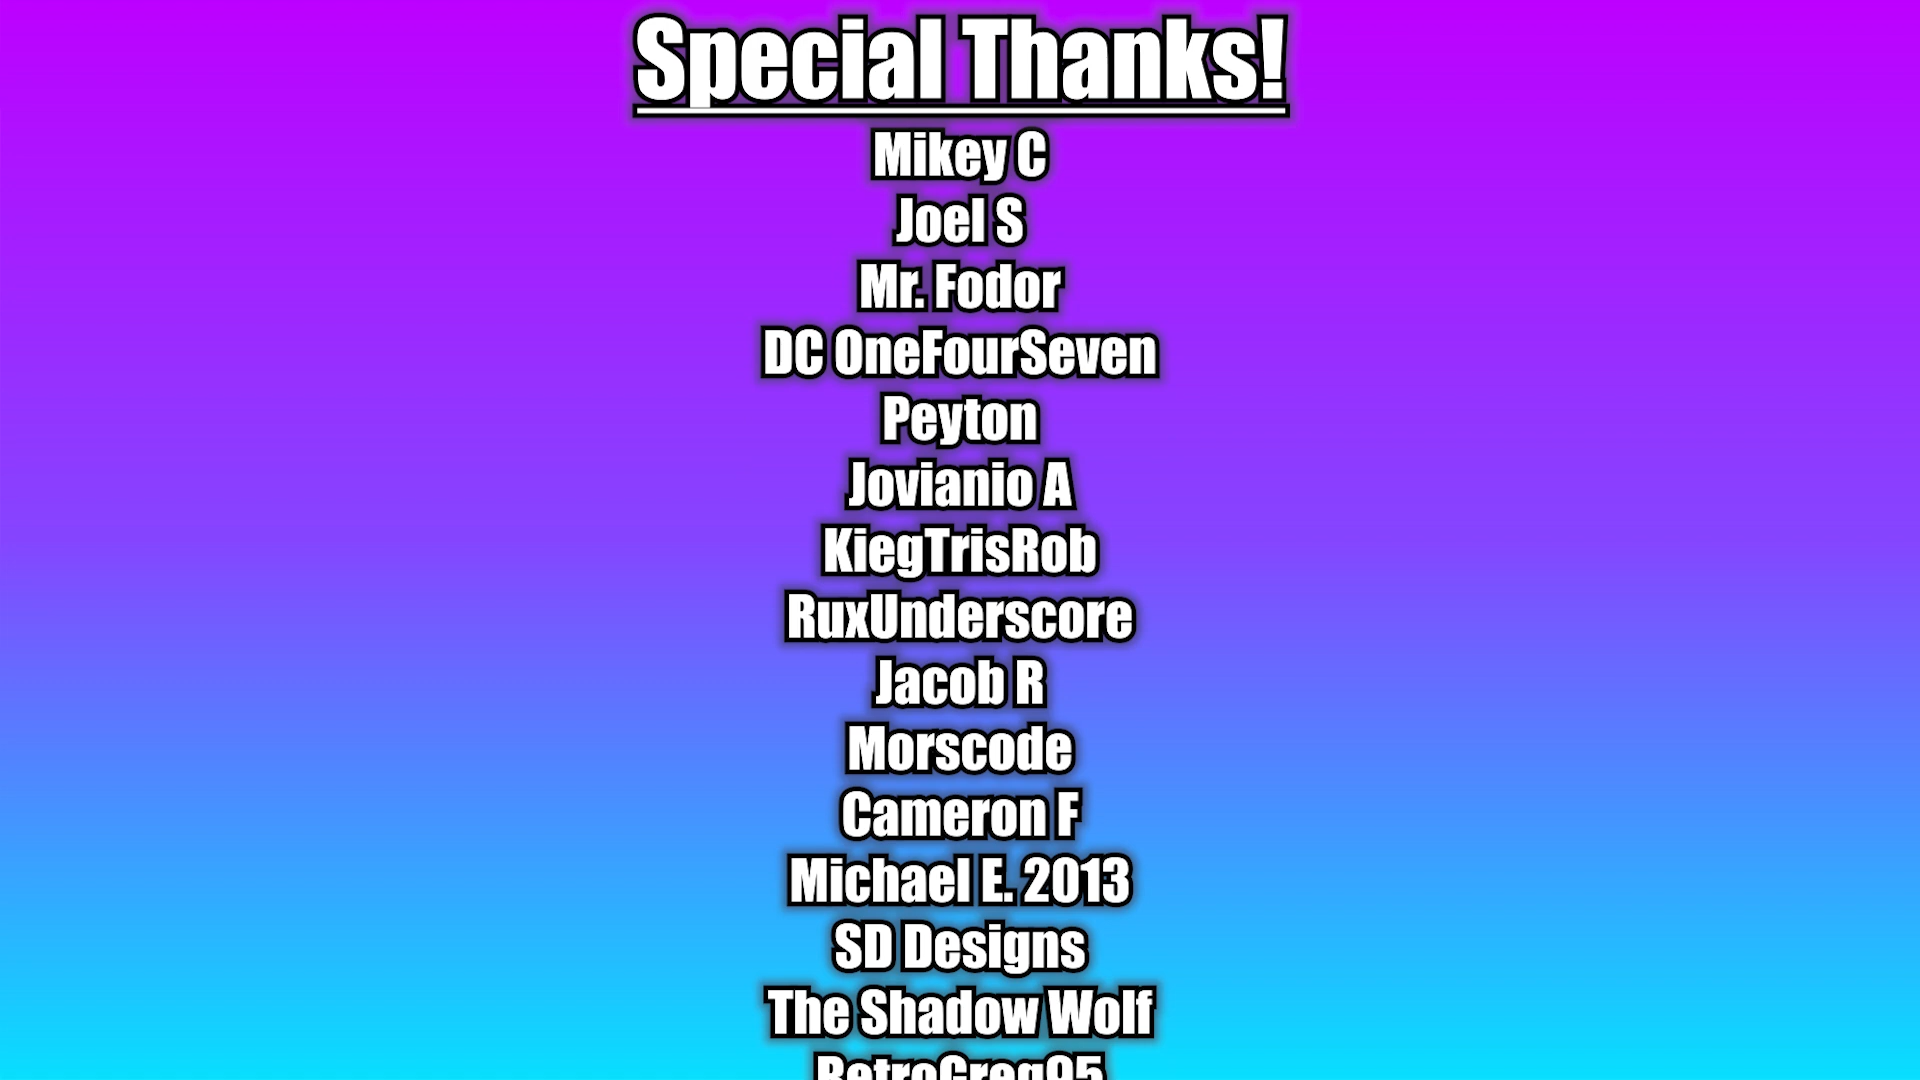 Special Thanks!
Mikey C
Joel S
Mr. Fodor
DC OneFourSeven
Peyton
Jovianio A
KiegTrisRob
RuxUnderscore
Jacob R
Morscode
Cameron F
Michael E. 2013
SD Designs
The Shadow Wolf
RetroGreg95